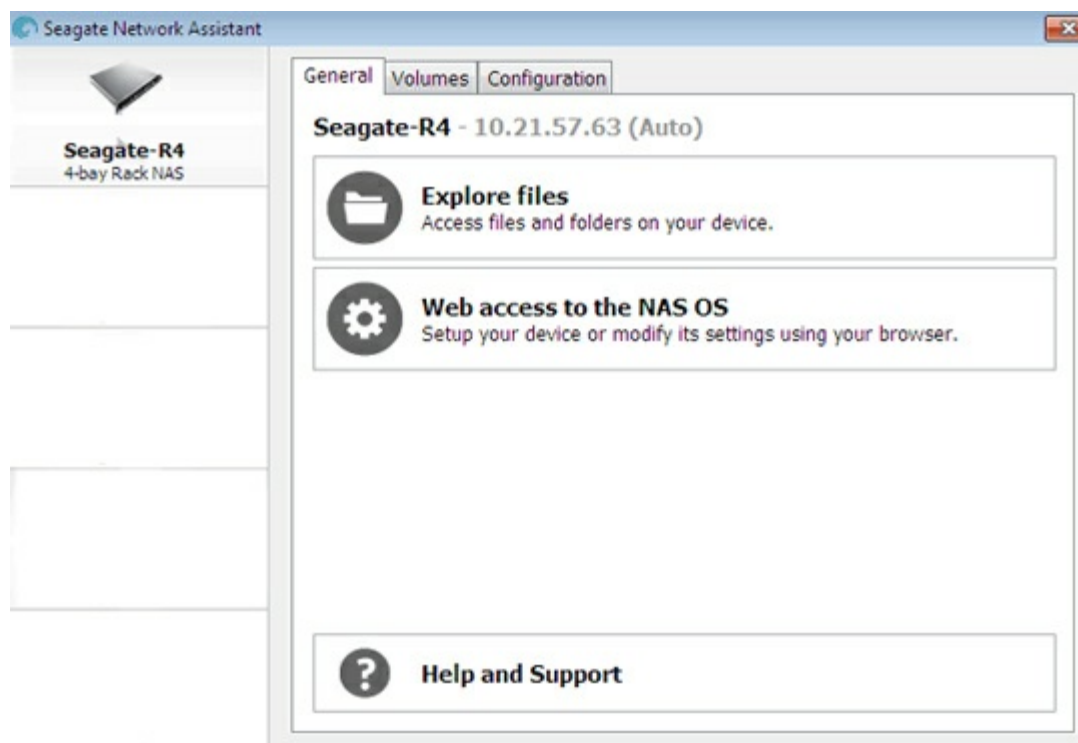 Seagate Network Assistant
Seagate-R4
4-bay Rack NAS
General Volumes Configuration
Seagate-R4 - 10.21.57.63 (Auto)
Explore files
Access files and folders on your device.
Web access to the NAS OS
Setup your device or modify its settings using your browser.
Help and Support